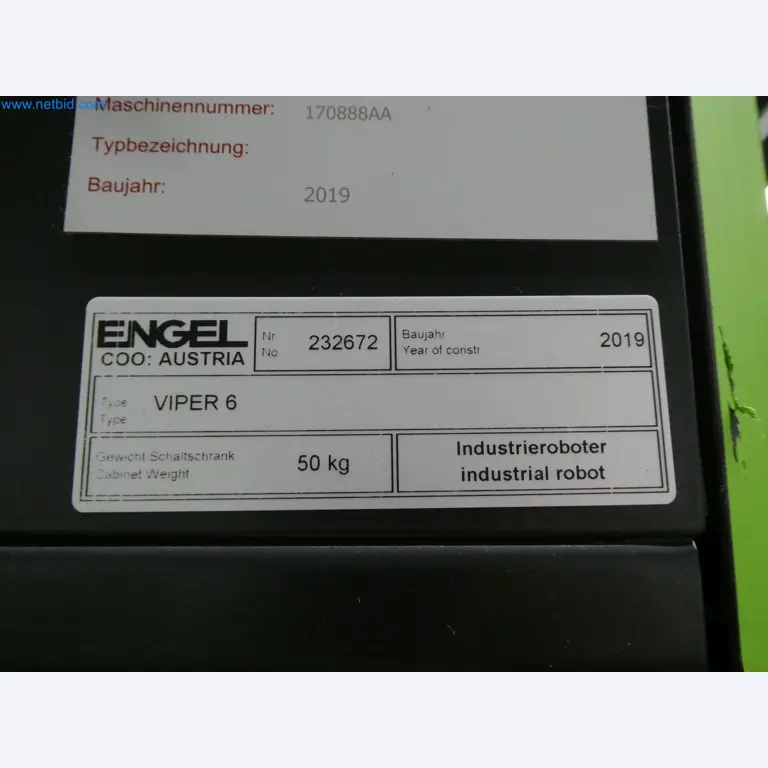 www.netbid.com
Maschinennummer: 170888AA
Typbezeichnung:
Baujahr: 2019
ENGEL
COO: AUSTRIA
Nr
No
232672
Baujahr
Year of constr
2019
Type
Type
VIPER 6
Gewicht Schaltschrank
Cabinet Weight
50 kg
Industrieroboter
industrial robot